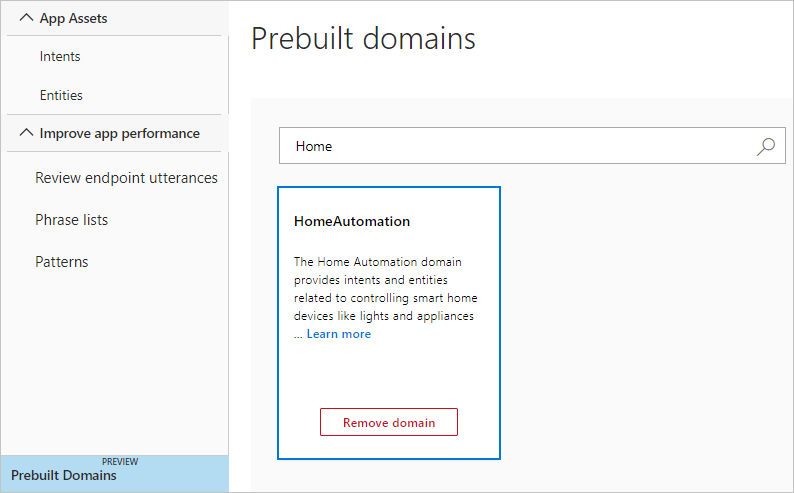 App Assets
Intents
Entities
Improve app performance
Review endpoint utterances
Phrase lists
Patterns
PREVIEW
Prebuilt Domains
Prebuilt domains
Home
HomeAutomation
The Home Automation domain
provides intents and entities
related to controlling smart home
devices like lights and appliances
... Learn more
Remove domain